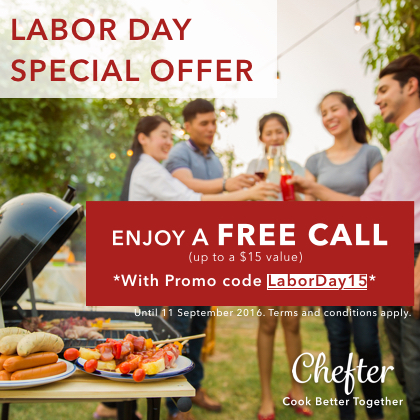 LABOR DAY
SPECIAL OFFER
ENJOY A FREE CALL
(up to a $15 value)
*With Promo code LaborDay15*
Until 11 September 2016. Terms and conditions apply.
Chefter
Cook Better Together